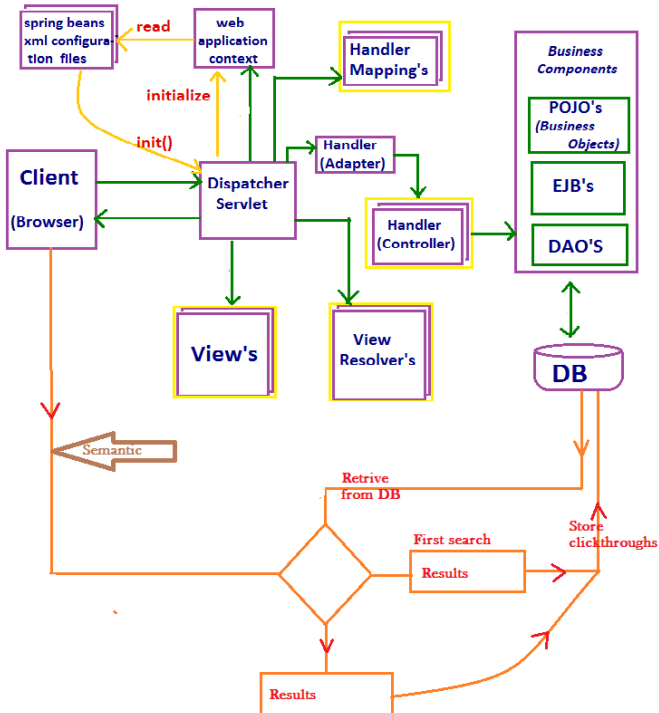 spring beans
xml configura-
tion files
read
web
application
context
Handler
Mapping's
Business
Components
initialize
POJO's
(Business
Objects)
init()
Handler
(Adapter)
Client
(Browser)
Dispatcher
Servlet
EJB's
Handler
(Controller)
DAO'S
View's
View
Resolver's
DB
Semantic
Retrive
from DB
First search
Store
clickthroughs
Results
Results